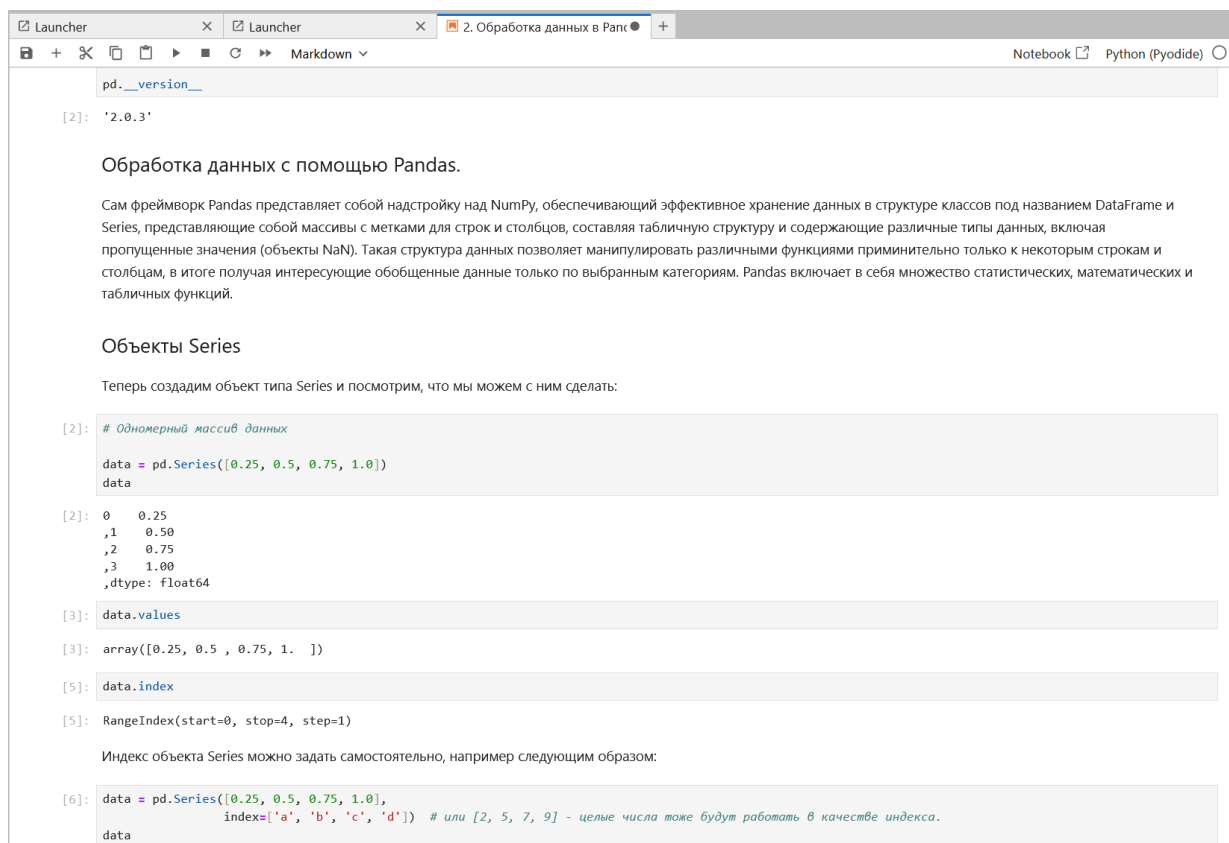 Launcher
Launcher
2. Обработка данных в Panc
Markdown
Notebook
Python (Pyodide)
pd.__version__
[2]: '2.0.3'
Обработка данных с помощью Pandas.
Сам фреймворк Pandas представляет собой надстройку над NumPy, обеспечивающий эффективное хранение данных в структуре классов под названием DataFrame и
Series, представляющие собой массивы с метками для строк и столбцов, составляя табличную структуру и содержающие различные типы данных, включая
пропущенные значения (объекты NaN). Такая структура данных позволяет манипулировать различными функциями приминительно только к некоторым строкам и
столбцам, в итоге получая интересующие обобщенные данные только по выбранным категориям. Pandas включает в себя множество статистических, математических и
табличных функций.
Объекты Series
Теперь создадим объект типа Series и посмотрим, что мы можем с ним сделать:
[2]: # Одномерный массив данных
data = pd.Series([0.25, 0.5, 0.75, 1.0])
data
[2]: 0    0.25
,1    0.50
,2    0.75
,3    1.00
,dtype: float64
[3]: data.values
[3]: array([0.25, 0.5 , 0.75, 1.  ])
[5]: data.index
[5]: RangeIndex(start=0, stop=4, step=1)
Индекс объекта Series можно задать самостоятельно, например следующим образом:
[6]: data = pd.Series([0.25, 0.5, 0.75, 1.0],
index=['a', 'b', 'c', 'd'])  # или [2, 5, 7, 9] - целые числа тоже будут работать в качестве индекса.
data